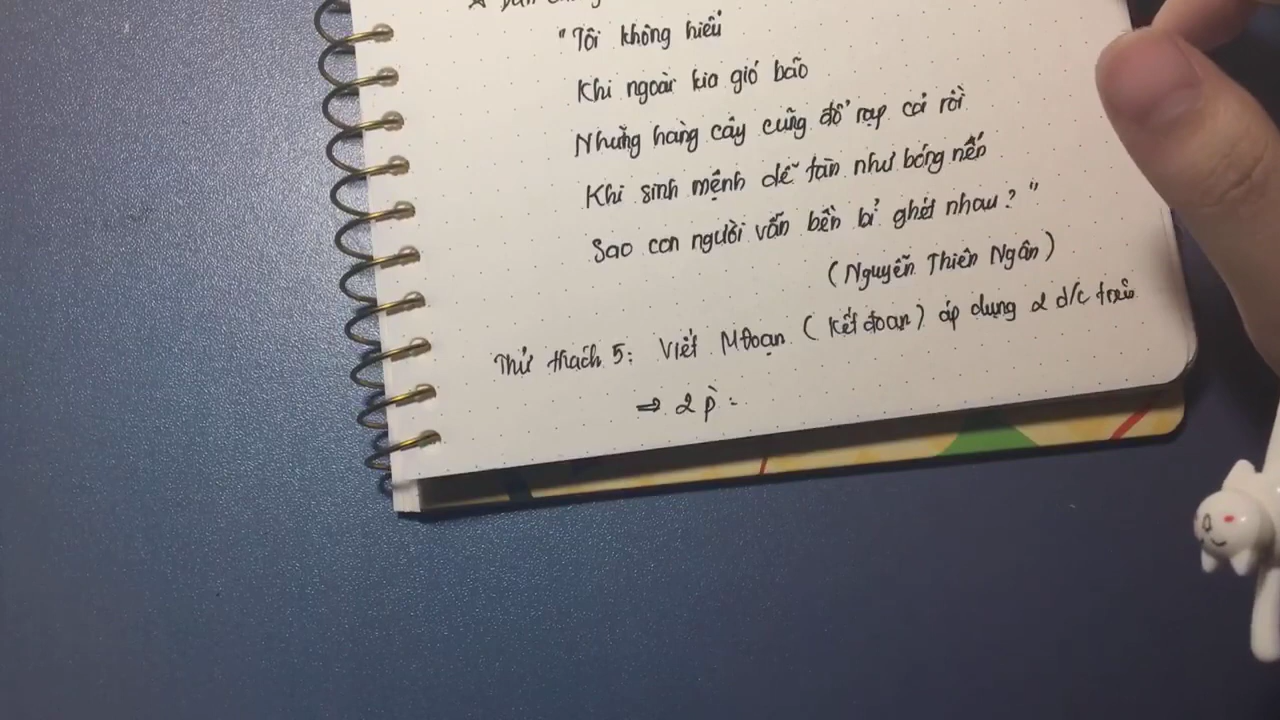 "Tôi không hiểu
Khi ngoài kia gió bão
Những hàng cây cũng đổ rạp cả rồi
Khi sinh mệnh dễ tàn như bóng nến
Sao con người vẫn bền bỉ ghét nhau?"
(Nguyễn Thiên Ngân)
Thử thách 5: Viết MĐoạn (Kết đoạn) áp dụng 2 d/c trên
⇒ 2 p: